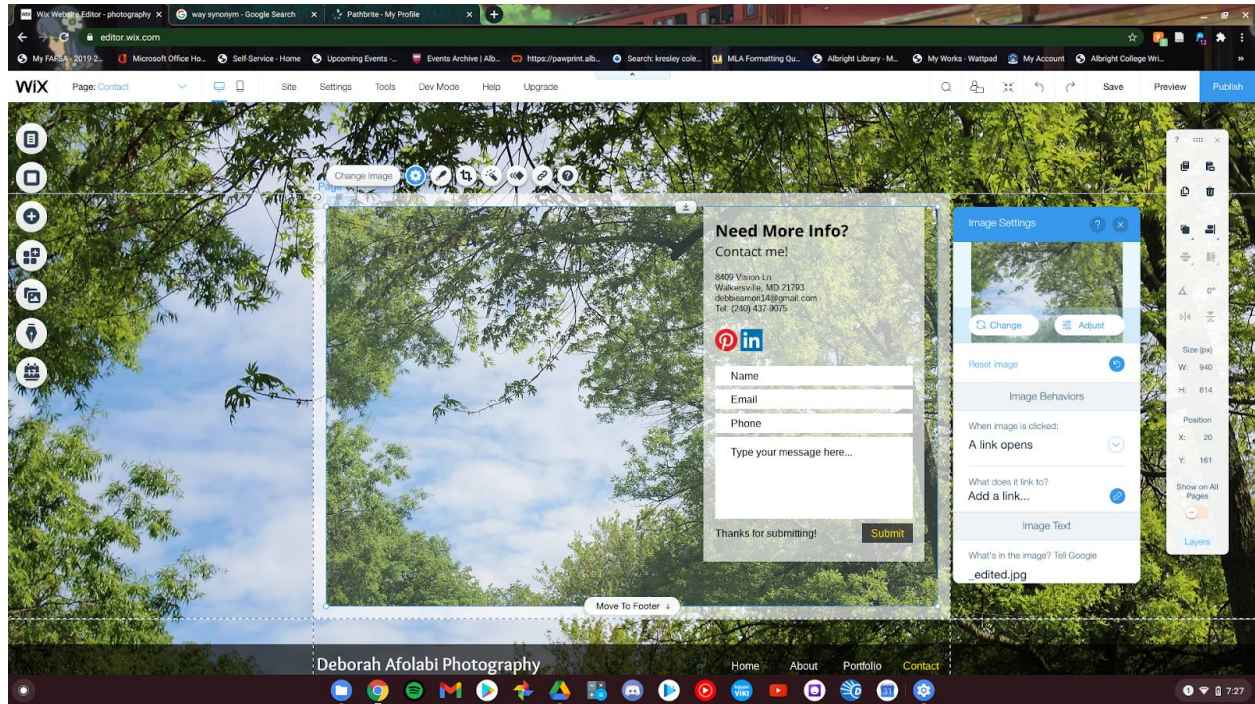 Wix Website Editor - photography
way synonym - Google Search
Pathbrite - My Profile
editor.wix.com
My FAFSA - 2019-2...
Microsoft Office Ho...
Self-Service - Home
Upcoming Events -...
Events Archive | Alb...
https://pawprint.alb...
Search: kresley cole...
MLA Formatting Qu...
Albright Library - M...
My Works - Wattpad
My Account
Albright College Wri...
WiX
Page: Contact
Site
Settings
Tools
Dev Mode
Help
Upgrade
Save
Preview
Publish
Change Image
Page
Need More Info?
Contact me!
8409 Vision Ln
Walkersville, MD 21793
debbieamori14@gmail.com
Tel: (240) 437-9075
Name
Email
Phone
Type your message here...
Thanks for submitting!
Submit
Move To Footer ↓
Image Settings
Change
Adjust
Reset image
Image Behaviors
When image is clicked:
A link opens
What does it link to?
Add a link...
Image Text
What's in the image? Tell Google
_edited.jpg
0°
Size (px)
W: 940
H: 614
Position
X: 20
Y: 161
Show on All
Pages
Layers
Deborah Afolabi Photography
Home
About
Portfolio
Contact
7:27